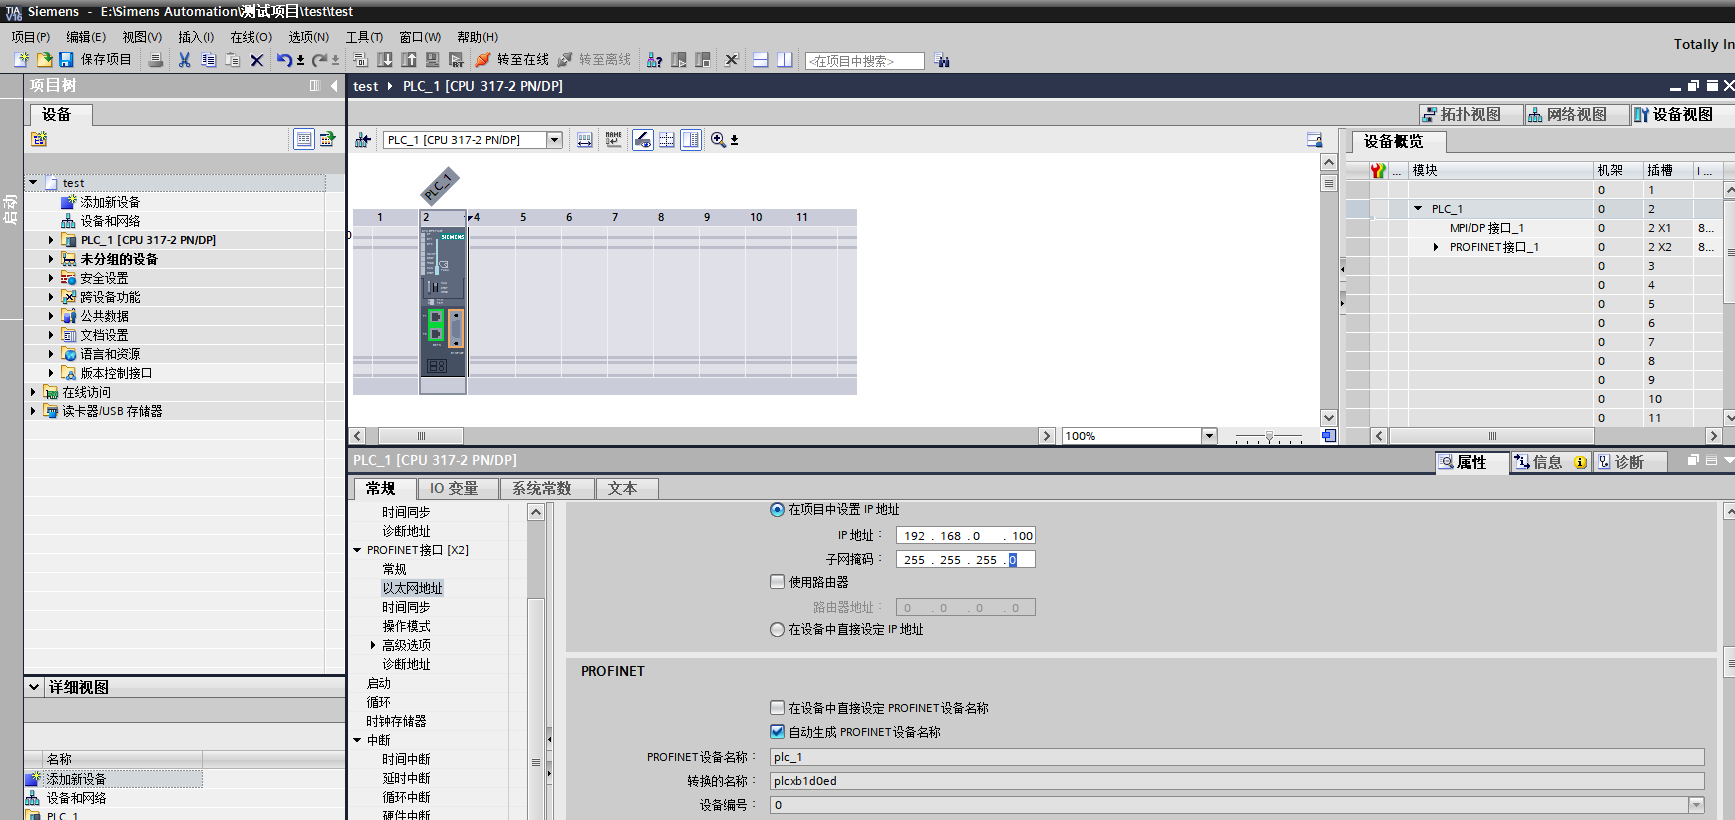 TIA V16 Siemens - E:\Simens Automation\测试项目\test\test
项目(P) 编辑(E) 视图(V) 插入(I) 在线(O) 选项(N) 工具(T) 窗口(W) 帮助(H)
保存项目 转至在线 转至离线 <在项目中搜索>
Totally In
项目树
test PLC_1 [CPU 317-2 PN/DP]
设备
拓扑视图 网络视图 设备视图
PLC_1 [CPU 317-2 PN/DP]
100%
启动
test
添加新设备
设备和网络
PLC_1 [CPU 317-2 PN/DP]
未分组的设备
安全设置
跨设备功能
公共数据
文档设置
语言和资源
版本控制接口
在线访问
读卡器/USB 存储器
PLC_1
1 2 4 5 6 7 8 9 10 11
SIEMENS
设备概览
... 模块 机架 插槽 I ...
0 1
PLC_1 0 2
MPI/DP 接口_1 0 2 X1 8...
PROFINET接口_1 0 2 X2 8...
0 3
0 4
0 5
0 6
0 7
0 8
0 9
0 10
0 11
详细视图
名称
添加新设备
设备和网络
PLC_1
PLC_1 [CPU 317-2 PN/DP]
属性 信息 诊断
常规 IO 变量 系统常数 文本
时间同步
诊断地址
PROFINET接口 [X2]
常规
以太网地址
时间同步
操作模式
高级选项
诊断地址
启动
循环
时钟存储器
中断
时间中断
延时中断
循环中断
硬件中断
在项目中设置 IP 地址
IP 地址： 192 . 168 . 0 . 100
子网掩码： 255 . 255 . 255 . 0
使用路由器
路由器地址： 0 . 0 . 0 . 0
在设备中直接设定 IP 地址
PROFINET
在设备中直接设定 PROFINET设备名称
自动生成 PROFINET设备名称
PROFINET设备名称： plc_1
转换的名称： plcxb1d0ed
设备编号： 0